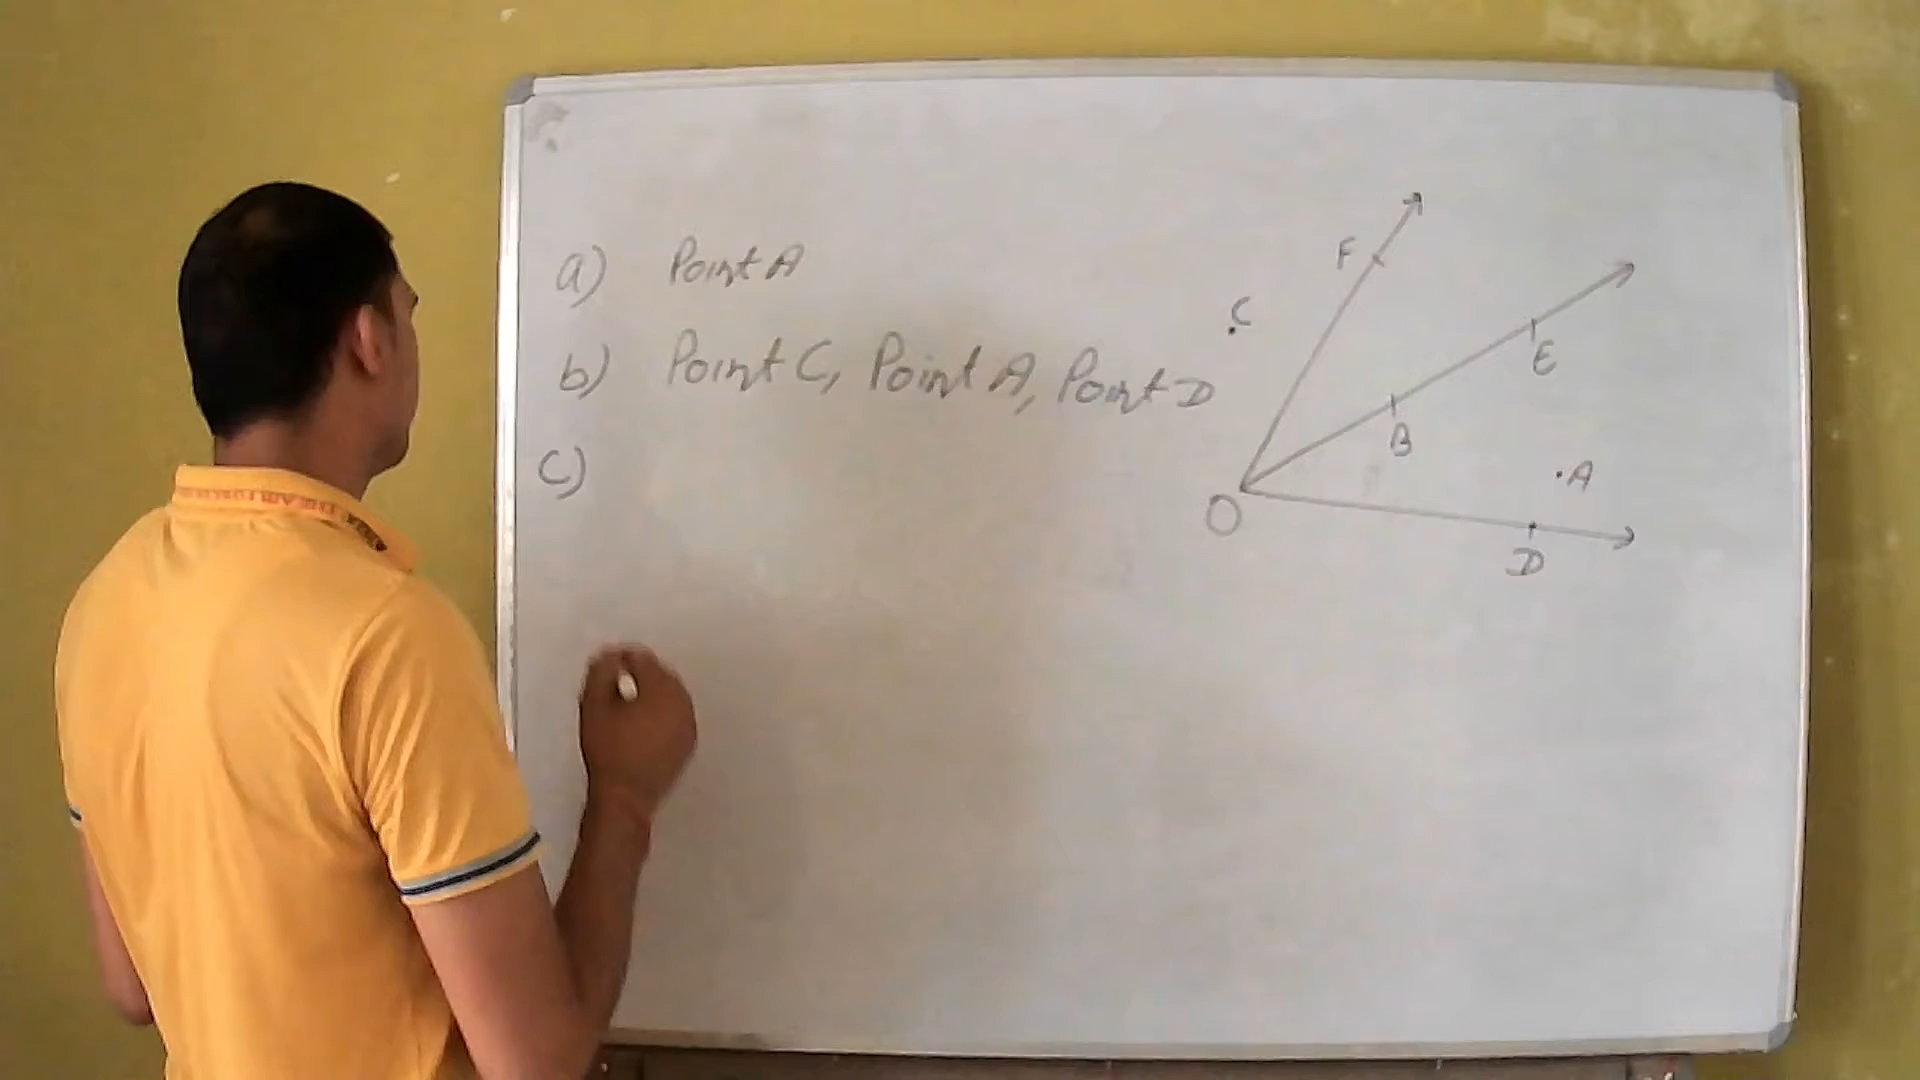 a) Point A
b) Point C, Point A, Point D
c)
F
C
E
B
.A
O
D